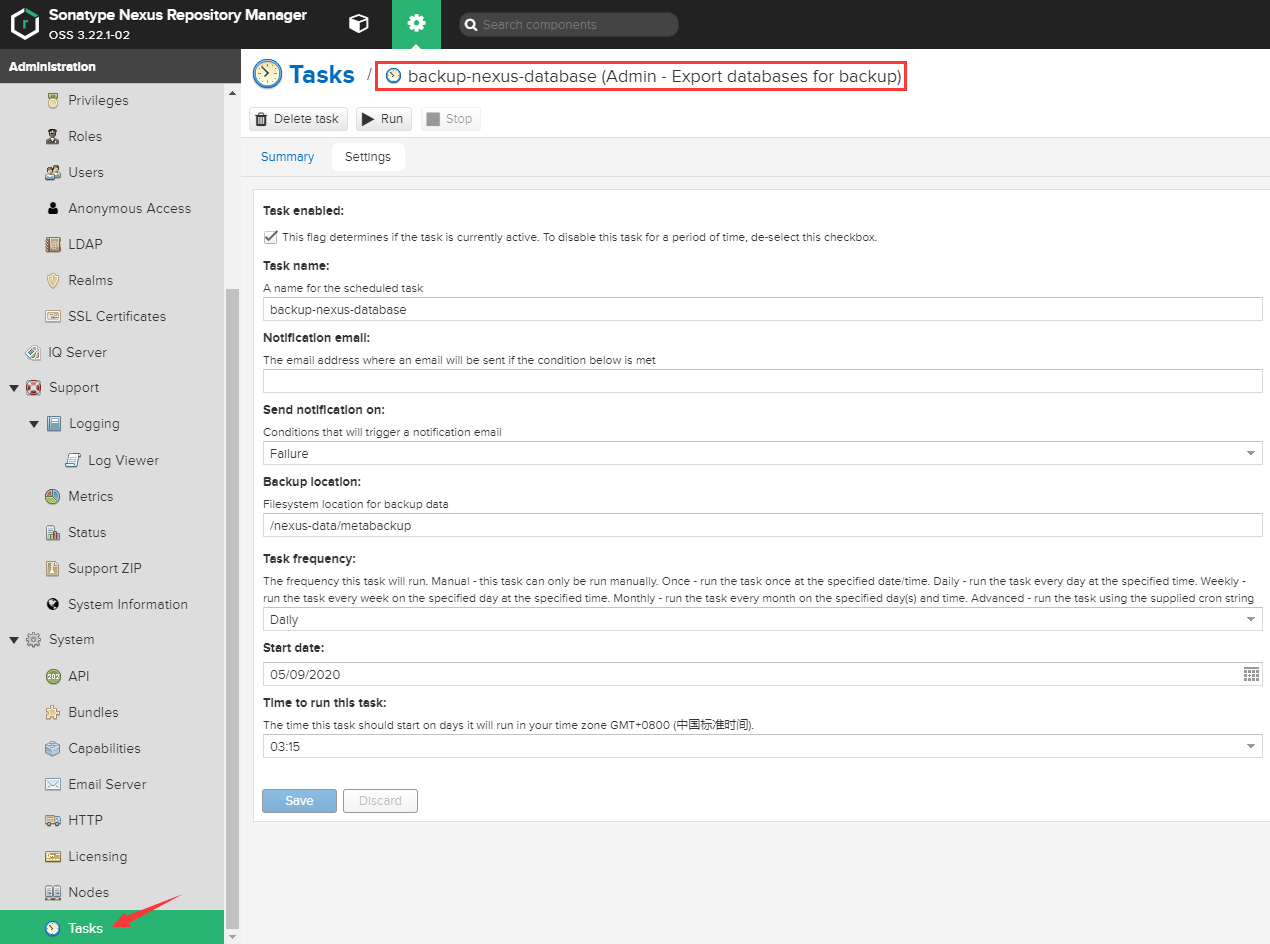 Sonatype Nexus Repository Manager
OSS 3.22.1-02
Search components
Administration
Privileges
Roles
Users
Anonymous Access
LDAP
Realms
SSL Certificates
IQ Server
Support
Logging
Log Viewer
Metrics
Status
Support ZIP
System Information
System
API
Bundles
Capabilities
Email Server
HTTP
Licensing
Nodes
Tasks
Tasks / backup-nexus-database (Admin - Export databases for backup)
Delete task Run Stop
Summary Settings
Task enabled:
This flag determines if the task is currently active. To disable this task for a period of time, de-select this checkbox.
Task name:
A name for the scheduled task
backup-nexus-database
Notification email:
The email address where an email will be sent if the condition below is met
Send notification on:
Conditions that will trigger a notification email
Failure
Backup location:
Filesystem location for backup data
/nexus-data/metabackup
Task frequency:
The frequency this task will run. Manual - this task can only be run manually. Once - run the task once at the specified date/time. Daily - run the task every day at the specified time. Weekly -
run the task every week on the specified day at the specified time. Monthly - run the task every month on the specified day(s) and time. Advanced - run the task using the supplied cron string
Daily
Start date:
05/09/2020
Time to run this task:
The time this task should start on days it will run in your time zone GMT+0800 (中国标准时间).
03:15
Save Discard